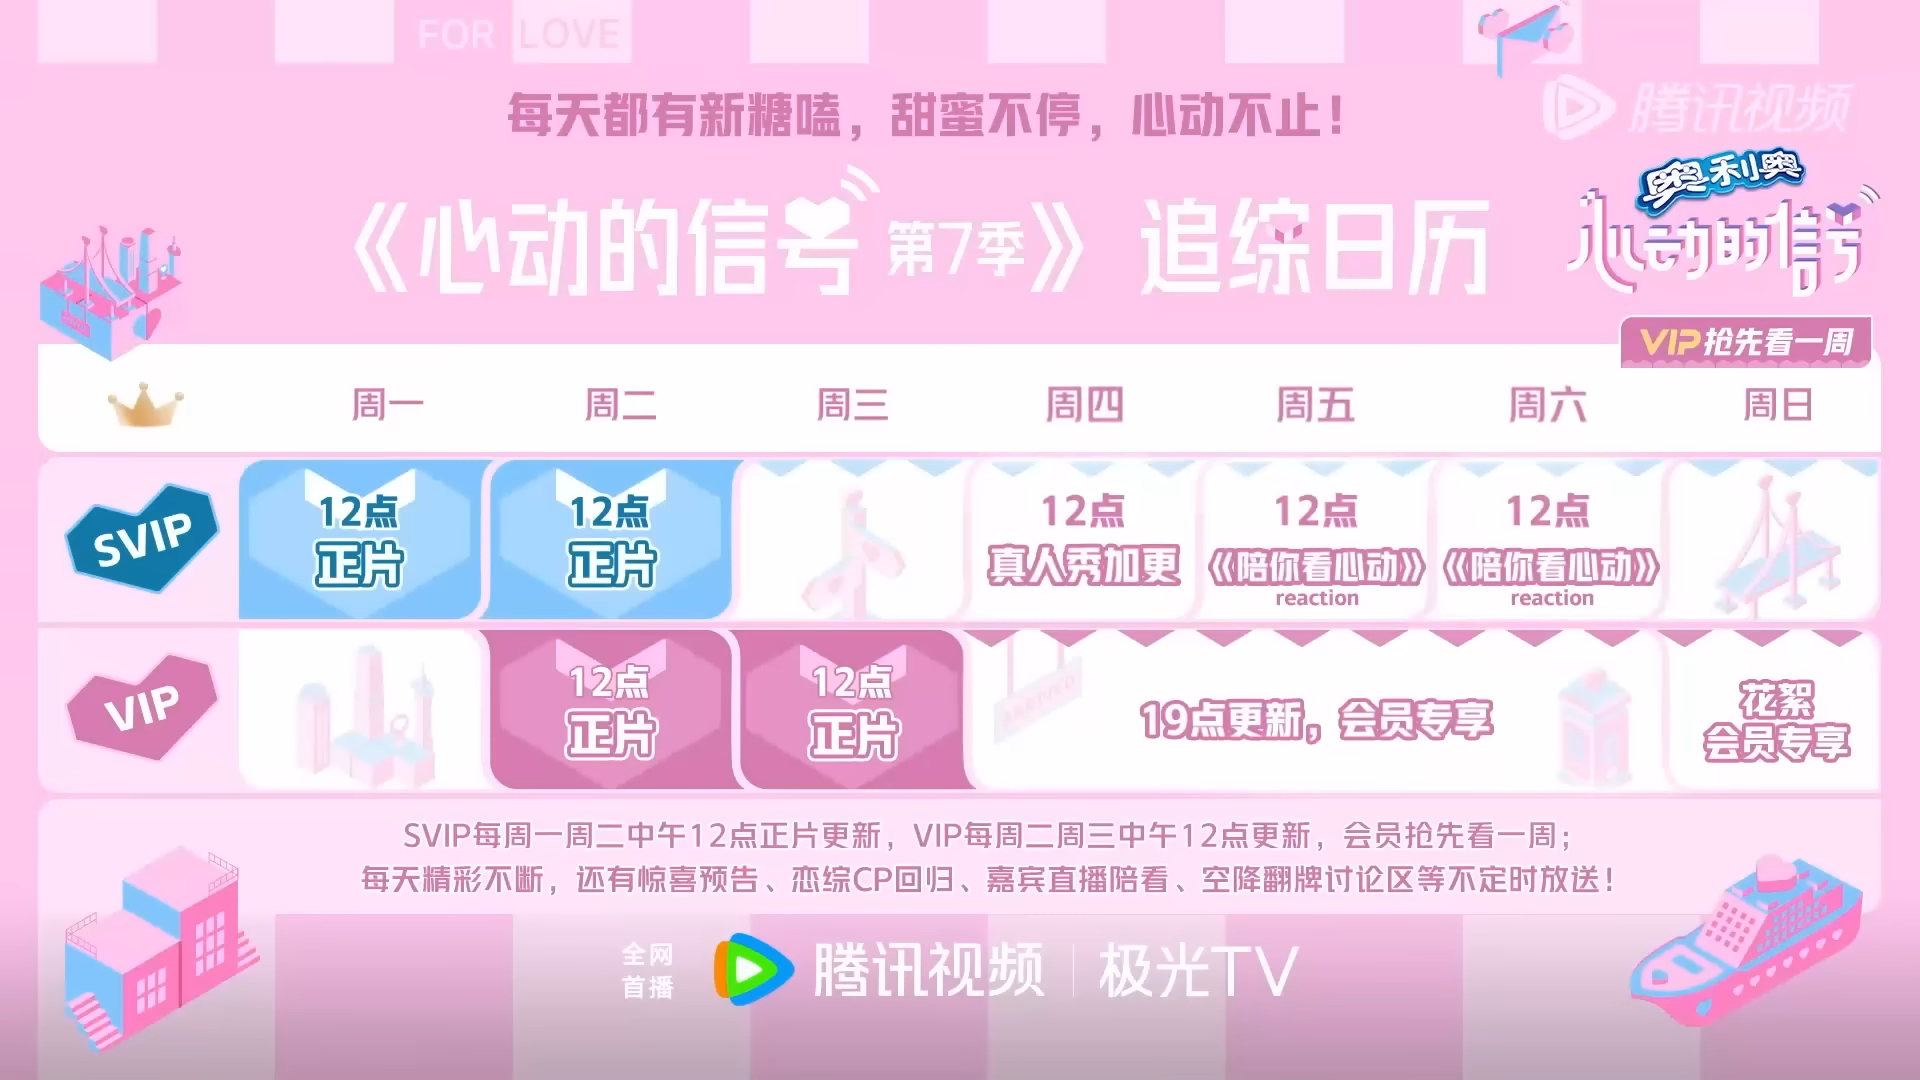 FOR LOVE
每天都有新糖嗑，甜蜜不停，心动不止！
腾讯视频
《心动的信号 第7季》 追综日历
奥利奥
心动的信号
VIP抢先看一周
周一 周二 周三 周四 周五 周六 周日
SVIP
12点
正片
12点
正片
12点
真人秀加更
12点
《陪你看心动》
reaction
12点
《陪你看心动》
reaction
VIP
12点
正片
12点
正片
19点更新，会员专享
花絮
会员专享
SVIP每周一周二中午12点正片更新，VIP每周二周三中午12点更新，会员抢先看一周；
每天精彩不断，还有惊喜预告、恋综CP回归、嘉宾直播陪看、空降翻牌讨论区等不定时放送！
全网
首播
腾讯视频 | 极光TV